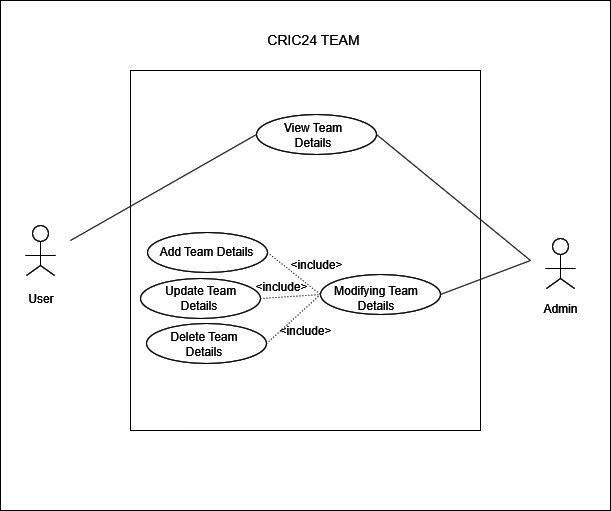 CRIC24 TEAM
View Team
Details
Add Team Details
<include>
Update Team
Details
<include>
Modifying Team
Details
Delete Team
Details
<include>
User
Admin